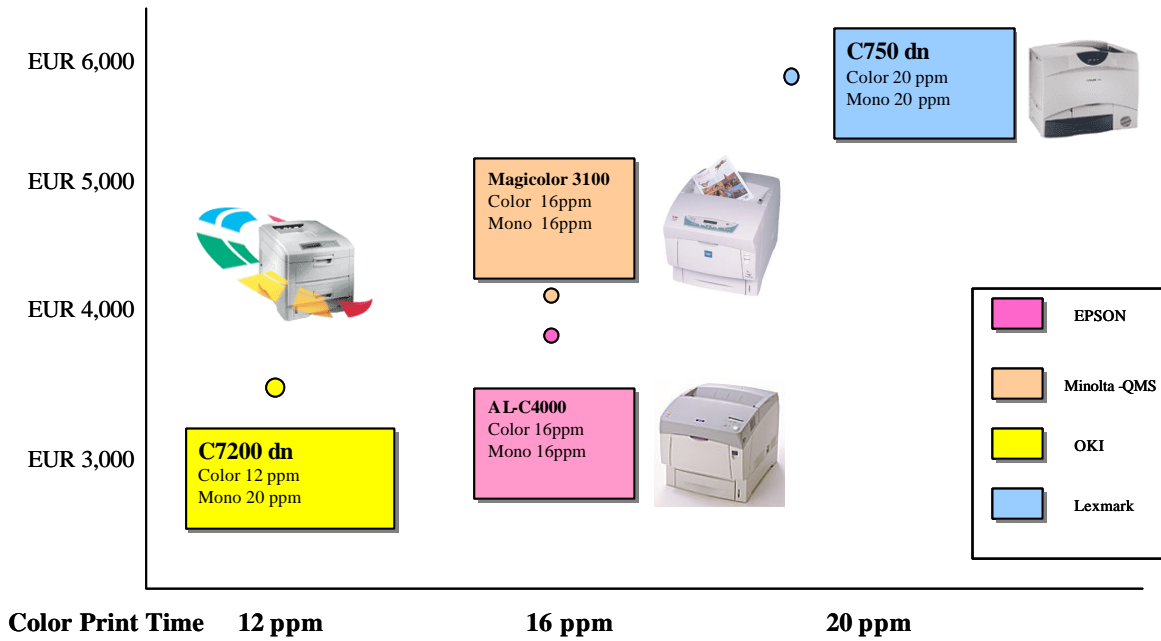 EUR 6,000
EUR 5,000
EUR 4,000
EUR 3,000
C750 dn
Color 20 ppm
Mono 20 ppm
Magicolor 3100
Color 16ppm
Mono 16ppm
AL-C4000
Color 16ppm
Mono 16ppm
C7200 dn
Color 12 ppm
Mono 20 ppm
EPSON
Minolta -QMS
OKI
Lexmark
Color Print Time 12 ppm 16 ppm 20 ppm